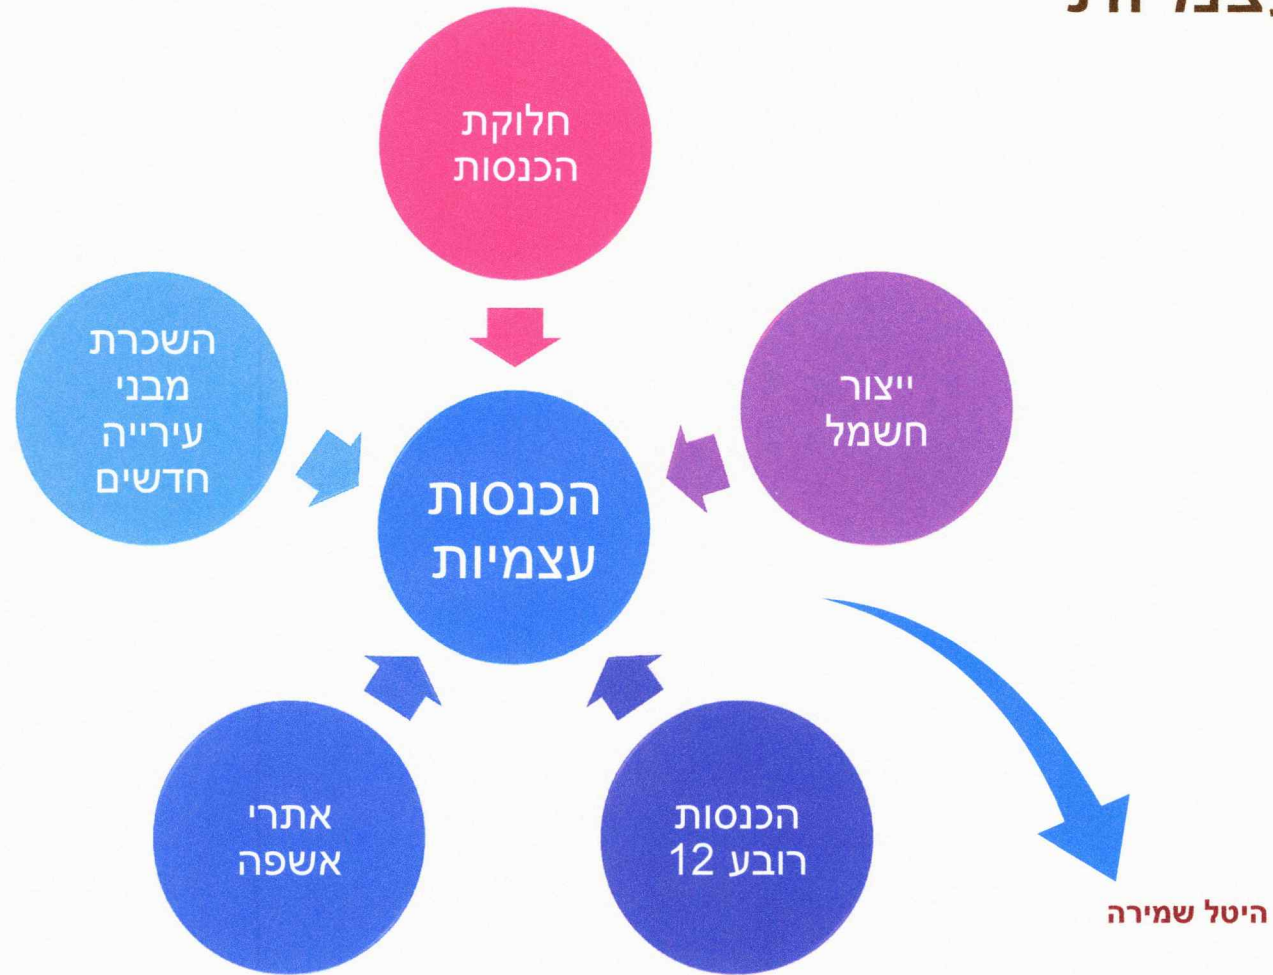 חלוקת
הכנסות
ייצור
חשמל
השכרת
מבני
עירייה
חדשים
הכנסות
עצמיות
הכנסות
רובע 12
אתרי
אשפה
היטל שמירה